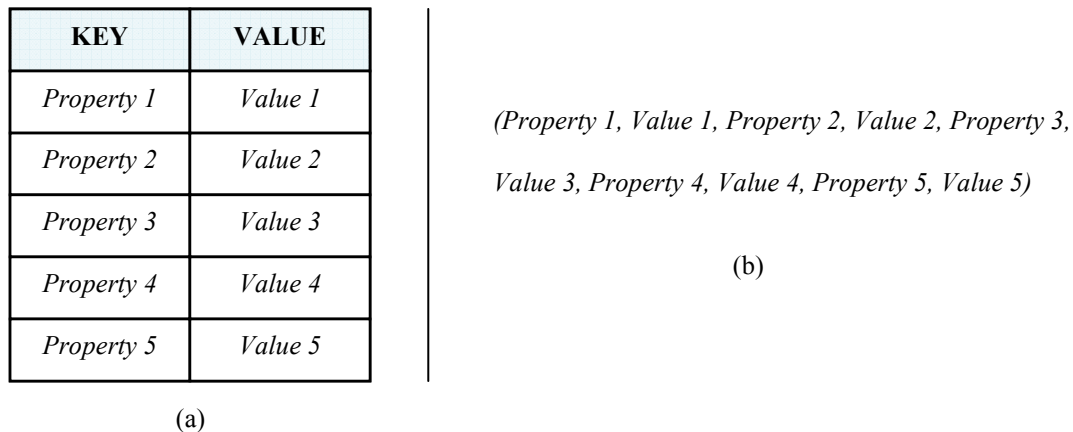 KEY VALUE
Property 1 Value 1
Property 2 Value 2
Property 3 Value 3
Property 4 Value 4
Property 5 Value 5
(a)
(Property 1, Value 1, Property 2, Value 2, Property 3,
Value 3, Property 4, Value 4, Property 5, Value 5)
(b)